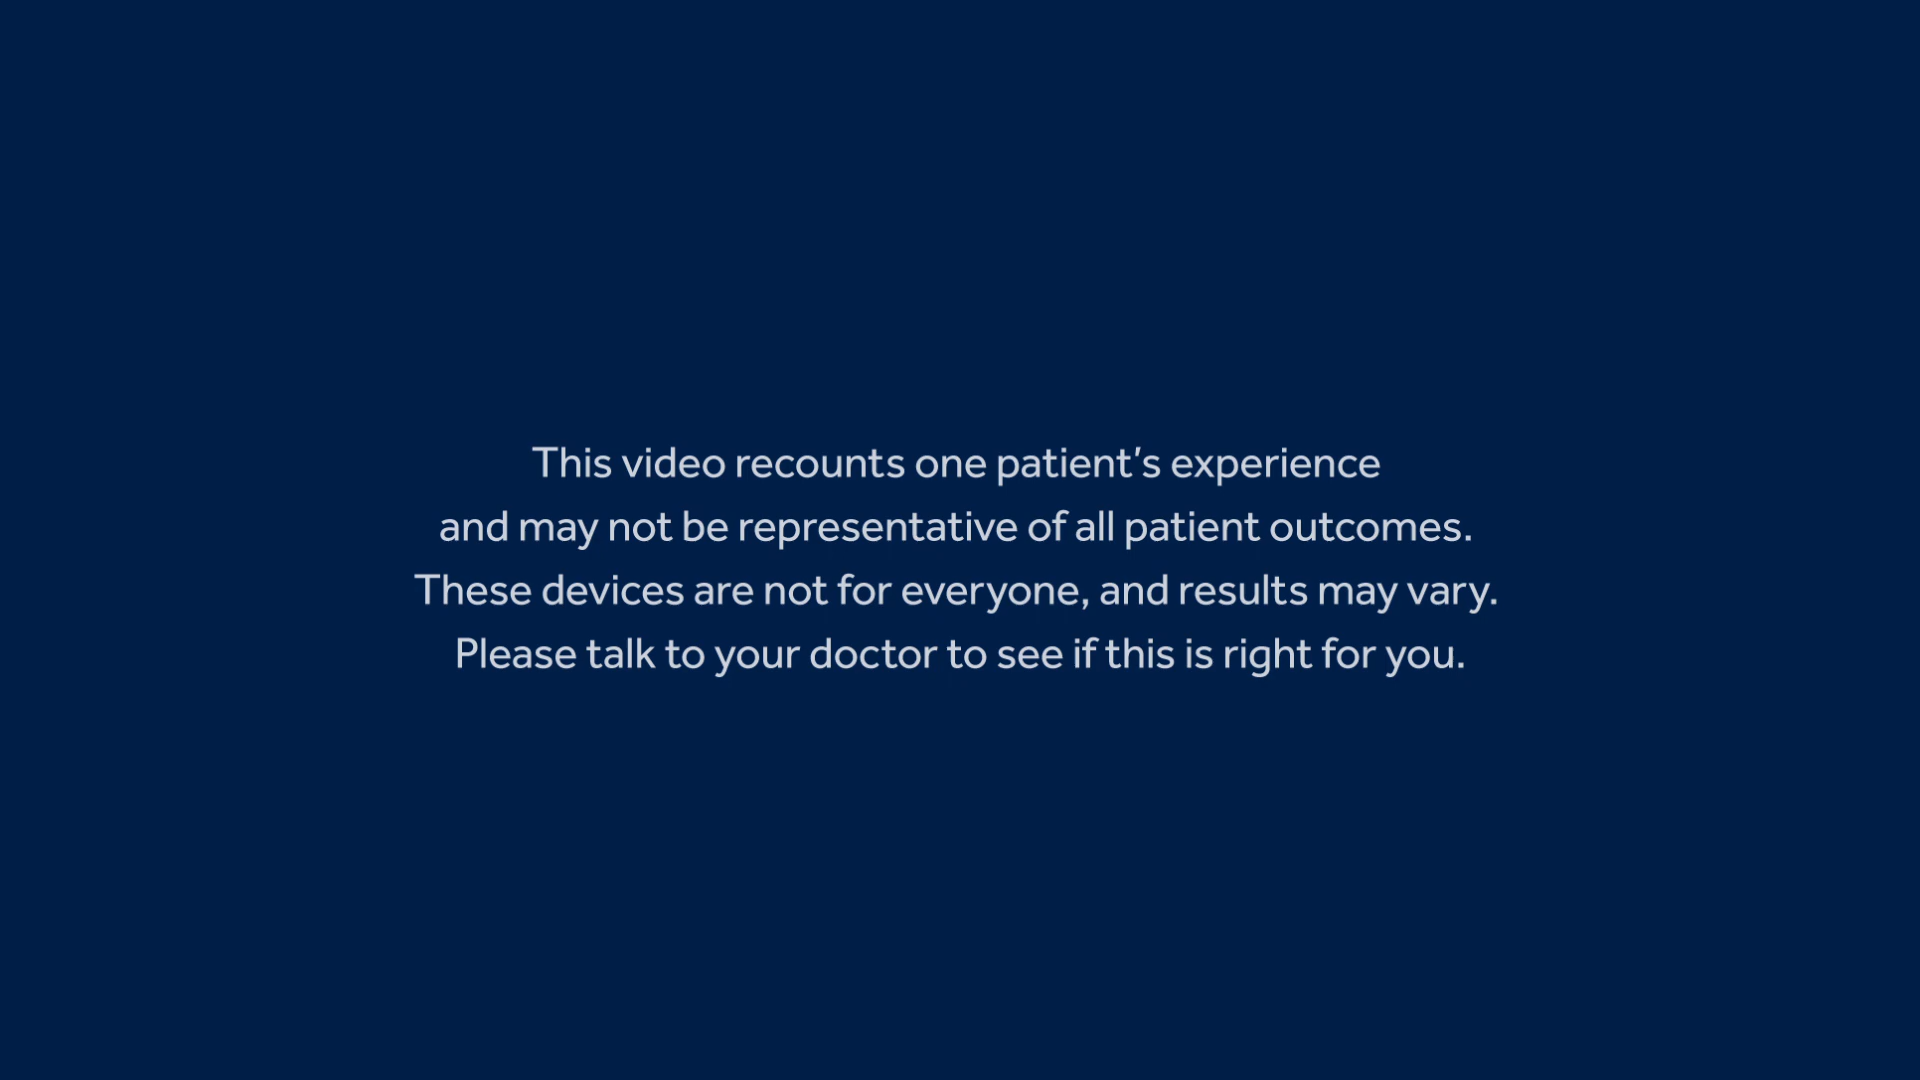 This video recounts one patient’s experience
and may not be representative of all patient outcomes.
These devices are not for everyone, and results may vary.
Please talk to your doctor to see if this is right for you.